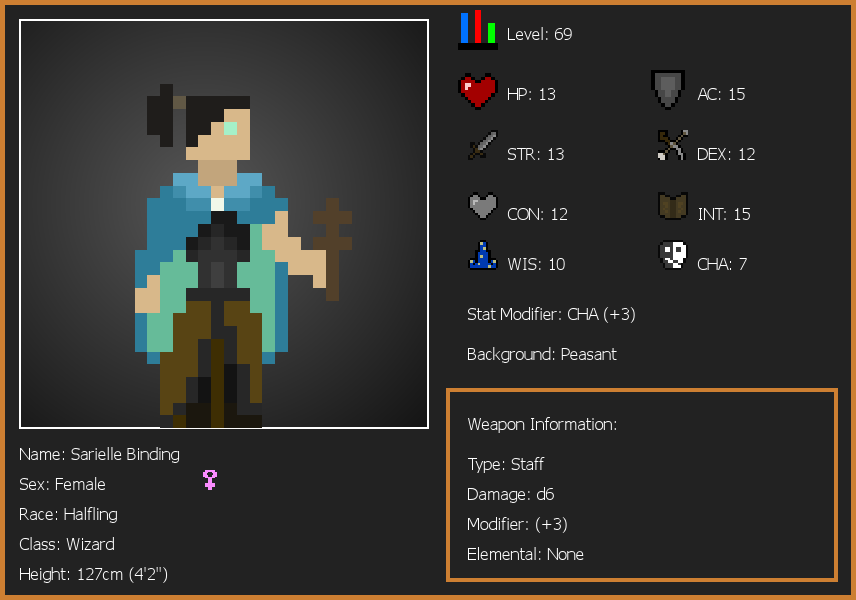 Level: 69
HP: 13
AC: 15
STR: 13
DEX: 12
CON: 12
INT: 15
WIS: 10
CHA: 7
Stat Modifier: CHA (+3)
Background: Peasant
Weapon Information:
Type: Staff
Damage: d6
Modifier: (+3)
Elemental: None
Name: Sarielle Binding
Sex: Female
Race: Halfling
Class: Wizard
Height: 127cm (4'2")